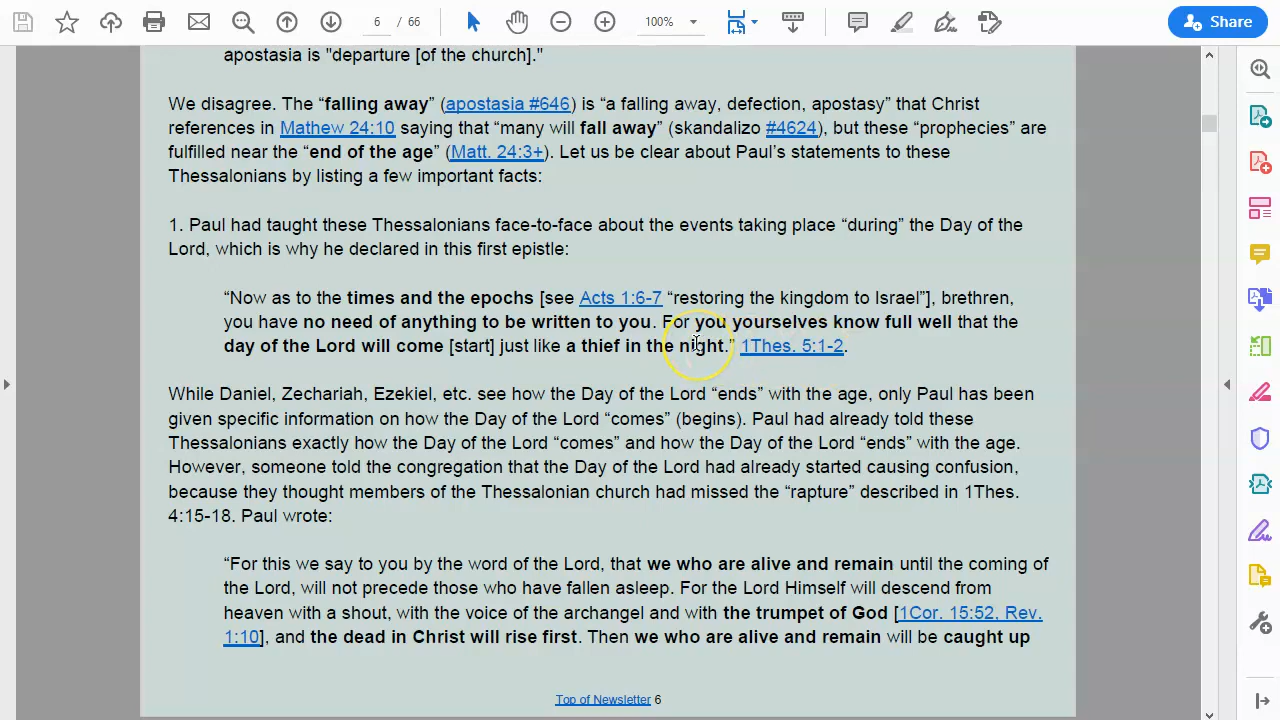 6 / 66
100%
Share
apostasia is "departure [of the church]."
We disagree. The “falling away” (apostasia #646) is “a falling away, defection, apostasy” that Christ
references in Mathew 24:10 saying that “many will fall away” (skandalizo #4624), but these “prophecies” are
fulfilled near the “end of the age” (Matt. 24:3+). Let us be clear about Paul’s statements to these
Thessalonians by listing a few important facts:
1. Paul had taught these Thessalonians face-to-face about the events taking place “during” the Day of the
Lord, which is why he declared in this first epistle:
“Now as to the times and the epochs [see Acts 1:6-7 “restoring the kingdom to Israel”], brethren,
you have no need of anything to be written to you. For you yourselves know full well that the
day of the Lord will come [start] just like a thief in the night.” 1Thes. 5:1-2.
While Daniel, Zechariah, Ezekiel, etc. see how the Day of the Lord “ends” with the age, only Paul has been
given specific information on how the Day of the Lord “comes” (begins). Paul had already told these
Thessalonians exactly how the Day of the Lord “comes” and how the Day of the Lord “ends” with the age.
However, someone told the congregation that the Day of the Lord had already started causing confusion,
because they thought members of the Thessalonian church had missed the “rapture” described in 1Thes.
4:15-18. Paul wrote:
“For this we say to you by the word of the Lord, that we who are alive and remain until the coming of
the Lord, will not precede those who have fallen asleep. For the Lord Himself will descend from
heaven with a shout, with the voice of the archangel and with the trumpet of God [1Cor. 15:52, Rev.
1:10], and the dead in Christ will rise first. Then we who are alive and remain will be caught up
Top of Newsletter 6